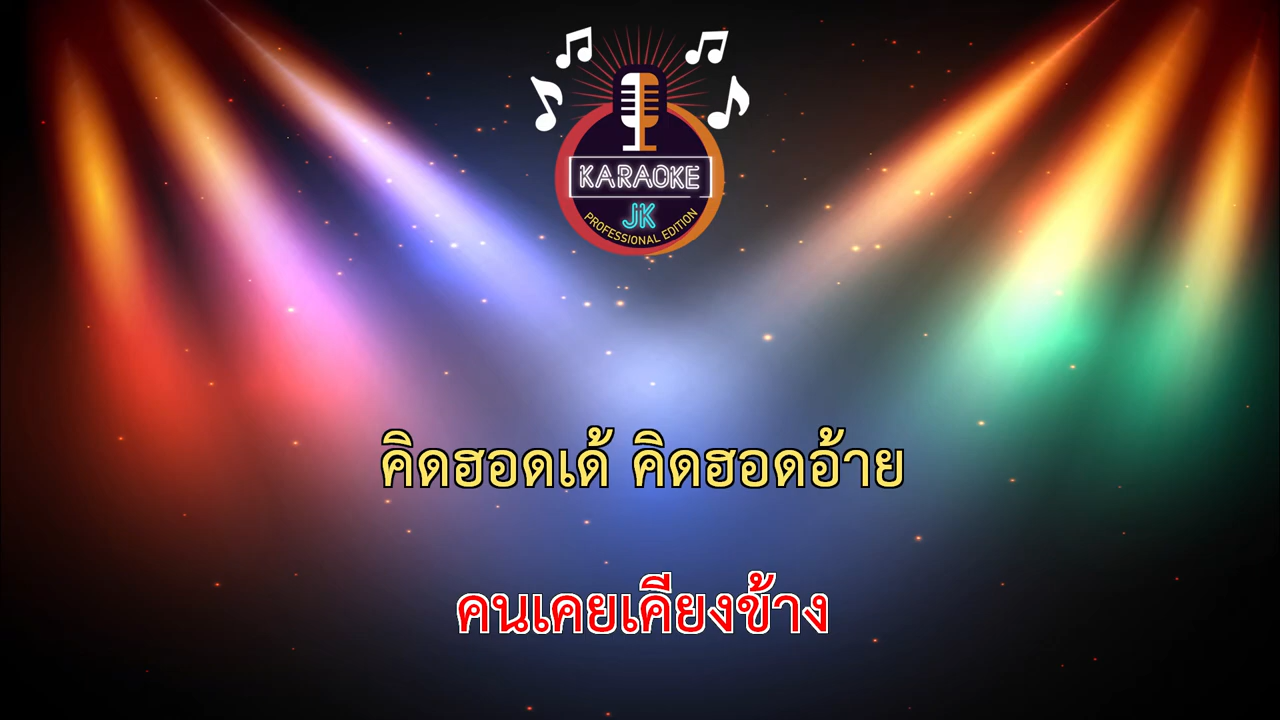 KARAOKE
JK
PROFESSIONAL EDITION
คิดฮอดเด้ คิดฮอดอ้าย
คนเคยเคียงข้าง